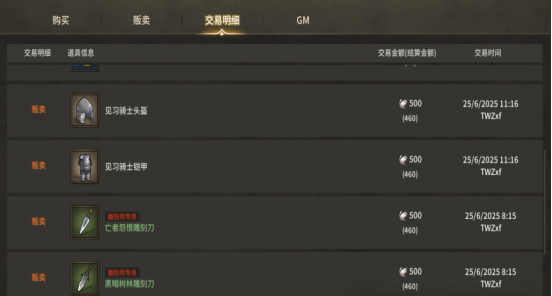 购买 贩卖 交易明细 GM
交易明细 道具信息 交易金额(结算金额) 交易时间
贩卖 见习骑士头盔 500 25/6/2025 11:16
(460) TWZxf
贩卖 见习骑士铠甲 500 25/6/2025 11:16
(460) TWZxf
雕刻师专用
贩卖 亡者怨恨雕刻刀 500 25/6/2025 8:15
(460) TWZxf
雕刻师专用
贩卖 黑暗树林雕刻刀 500 25/6/2025 8:15
(460) TWZxf